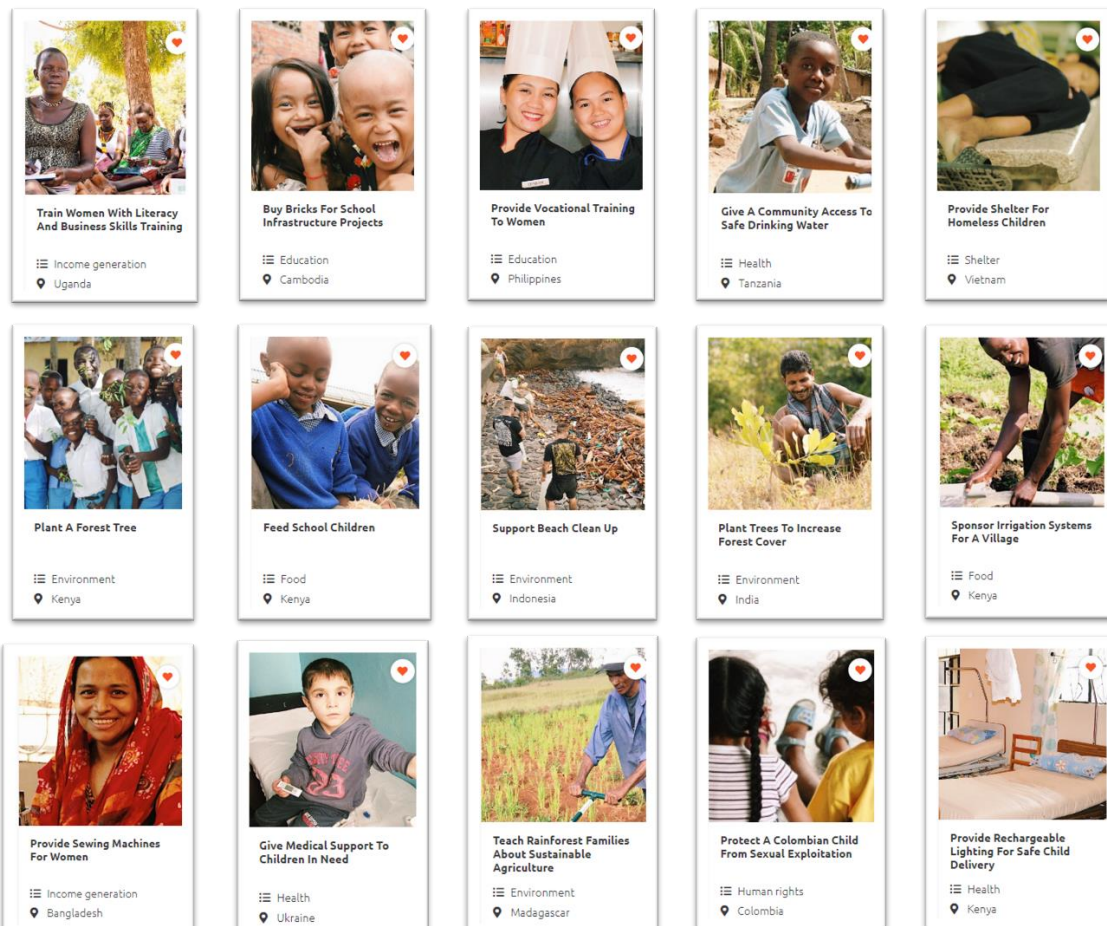 Train Women With Literacy
And Business Skills Training
Income generation
Uganda
Buy Bricks For School
Infrastructure Projects
Education
Cambodia
Provide Vocational Training
To Women
Education
Philippines
Give A Community Access To
Safe Drinking Water
Health
Tanzania
Provide Shelter For
Homeless Children
Shelter
Vietnam
Plant A Forest Tree
Environment
Kenya
Feed School Children
Food
Kenya
Support Beach Clean Up
Environment
Indonesia
Plant Trees To Increase
Forest Cover
Environment
India
Sponsor Irrigation Systems
For A Village
Food
Kenya
Provide Sewing Machines
For Women
Income generation
Bangladesh
Give Medical Support To
Children In Need
Health
Ukraine
Teach Rainforest Families
About Sustainable
Agriculture
Environment
Madagascar
Protect A Colombian Child
From Sexual Exploitation
Human rights
Colombia
Provide Rechargeable
Lighting For Safe Child
Delivery
Health
Kenya